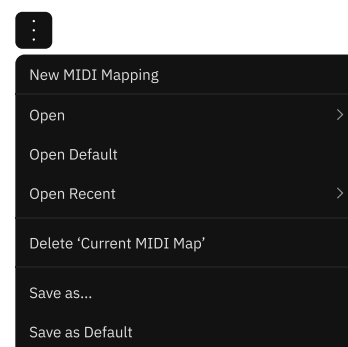 New MIDI Mapping
Open
Open Default
Open Recent
Delete ‘Current MIDI Map’
Save as...
Save as Default